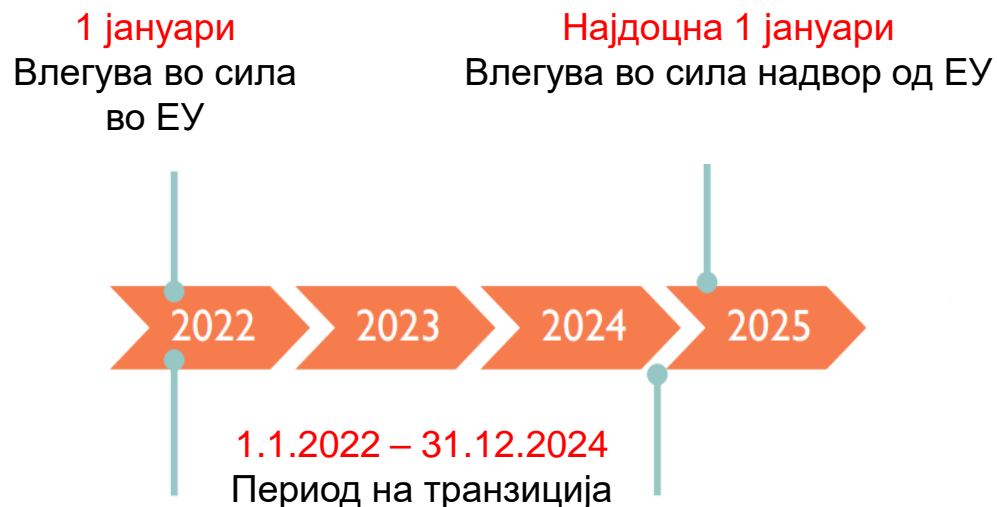 1 јануари
Влегува во сила
во ЕУ
Најдоцна 1 јануари
Влегува во сила надвор од ЕУ
2022
2023
2024
2025
1.1.2022 – 31.12.2024
Период на транзиција